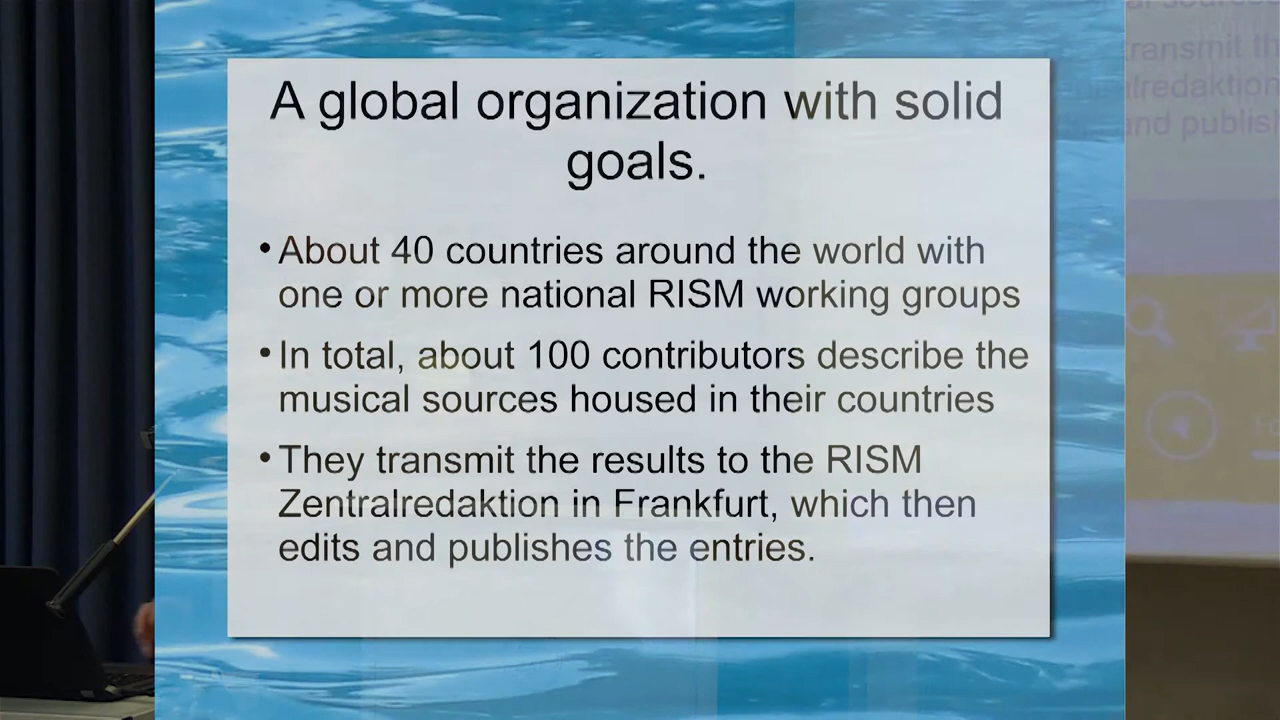 A global organization with solid
goals.
• About 40 countries around the world with
one or more national RISM working groups
• In total, about 100 contributors describe the
musical sources housed in their countries
• They transmit the results to the RISM
Zentralredaktion in Frankfurt, which then
edits and publishes the entries.
transmit
and